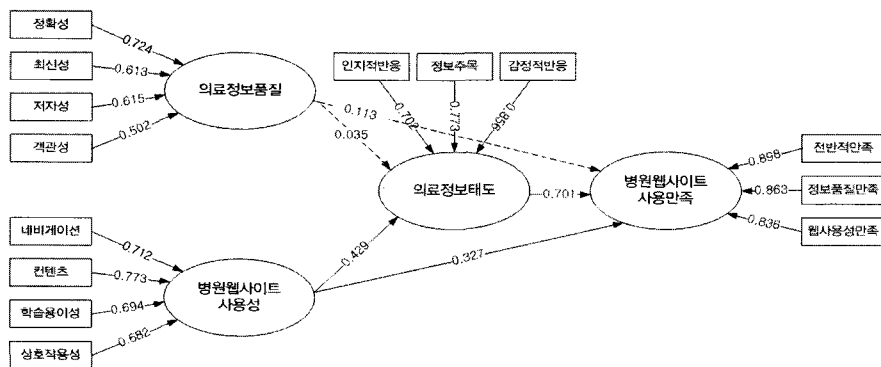 정확성
최신성
저자성
객관성
0.724
0.613
0.615
0.502
의료정보품질
인지적반응
정보주목
감정적반응
0.702
0.773
0.856
0.113
0.035
의료정보태도
0.701
병원웹사이트
사용만족
0.898
0.863
0.836
전반적만족
정보품질만족
웹사용성만족
네비게이션
컨텐츠
학습용이성
상호작용성
0.712
0.773
0.694
0.682
병원웹사이트
사용성
0.429
0.327